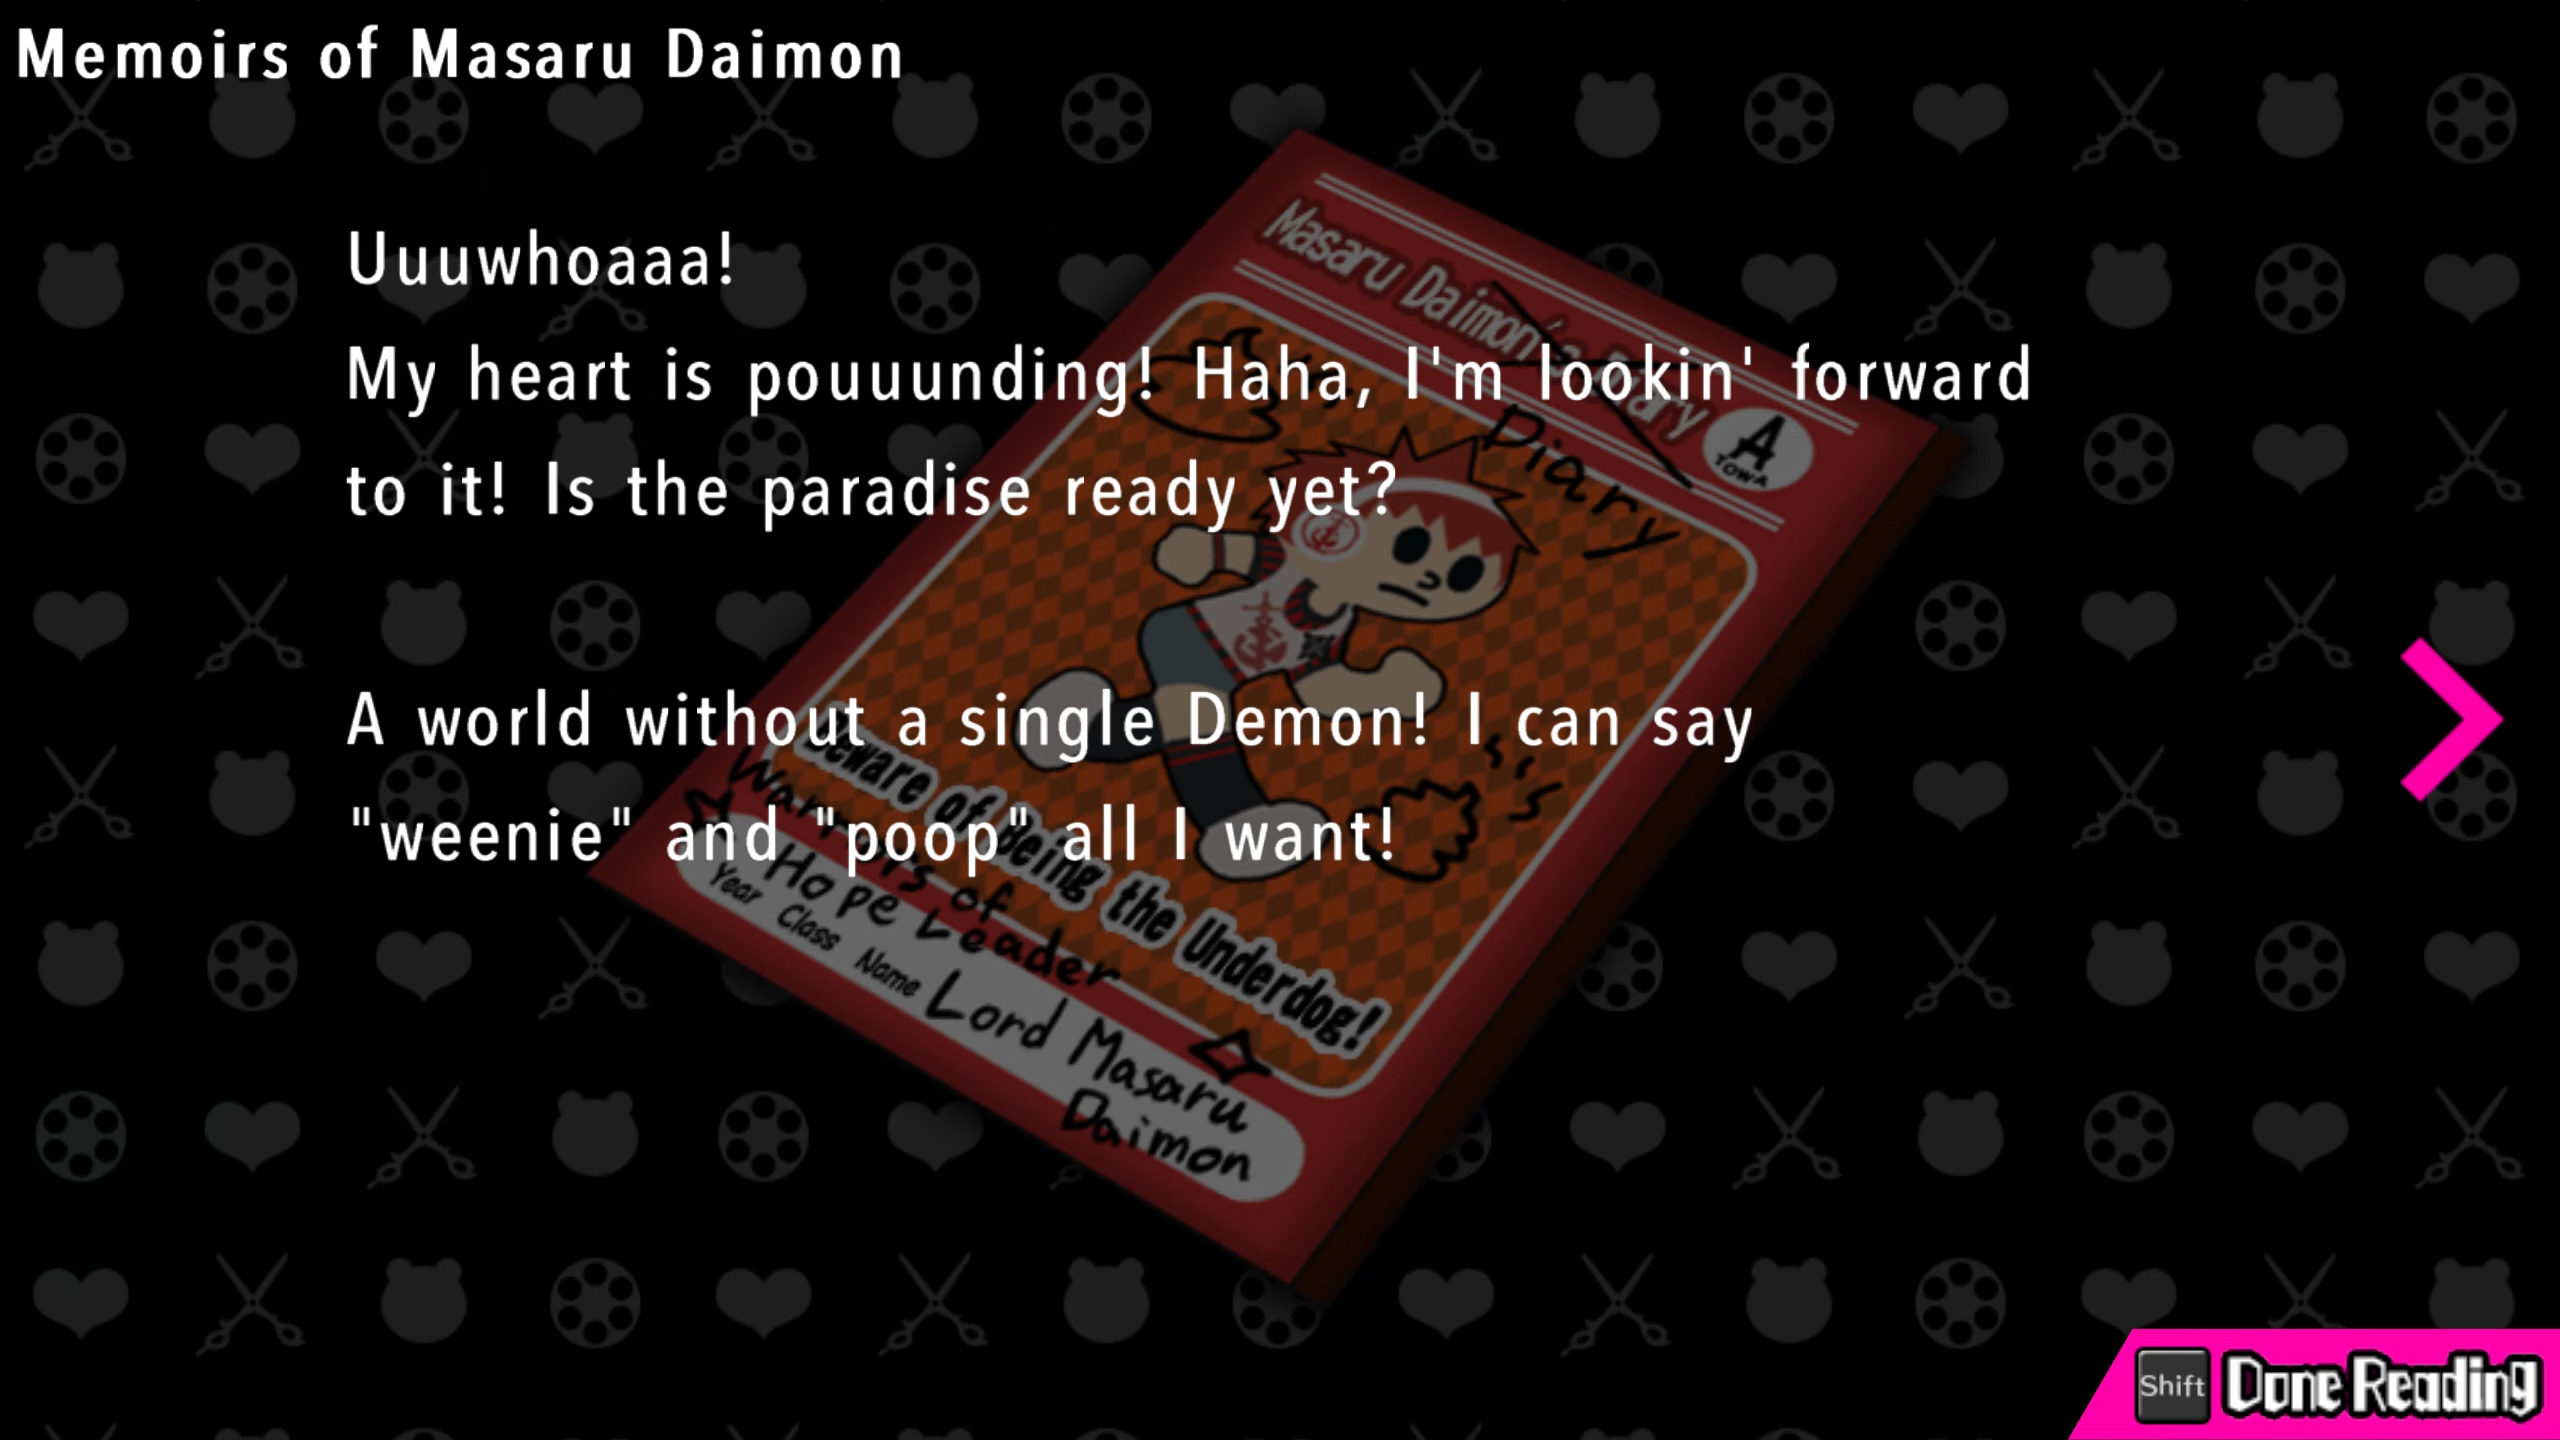 Memoirs of Masaru Daimon
Uuuwhoaaa!
My heart is pouuunding! Haha, I'm lookin' forward
to it! Is the paradise ready yet?
A world without a single Demon! I can say
"weenie" and "poop" all I want!
Masaru Daimon's Diary
Diary
A
TOWA
Beware of Being the Underdog!
Warriors of
Hope Leader
Year Class Name
Lord Masaru
Daimon
Shift Done Reading